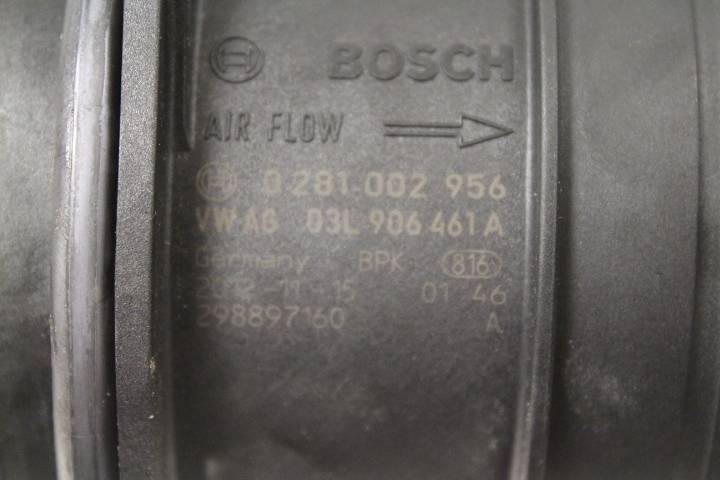 BOSCH
AIR FLOW
0 281 002 956
VW AG 03L 906 461 A
Germany BPK 816
2012-11-15 01 46
298897160 A